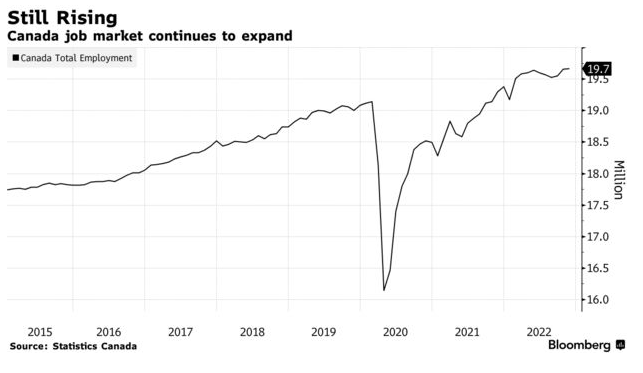 Still Rising
Canada job market continues to expand
Canada Total Employment
19.7
19.5
19.0
18.5
18.0
17.5
17.0
16.5
16.0
Million
2015 2016 2017 2018 2019 2020 2021 2022
Source: Statistics Canada
Bloomberg